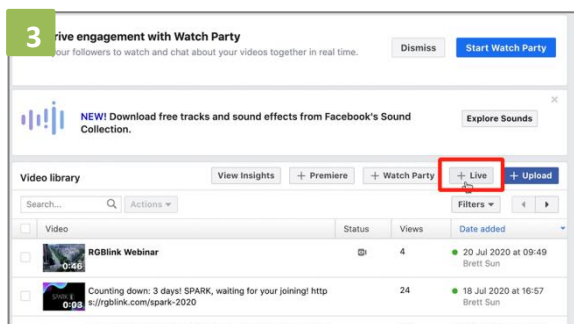 3
rive engagement with Watch Party
our followers to watch and chat about your videos together in real time.
Dismiss
Start Watch Party
NEW! Download free tracks and sound effects from Facebook's Sound
Collection.
Explore Sounds
Video library
View Insights
+ Premiere
+ Watch Party
+ Live
+ Upload
Search...
Actions
Filters
Video
Status
Views
Date added
RGBlink Webinar
4
20 Jul 2020 at 09:49
Brett Sun
0:46
Counting down: 3 days! SPARK, waiting for your joining! http
s://rgblink.com/spark-2020
24
18 Jul 2020 at 16:57
Brett Sun
SPARK
0:03